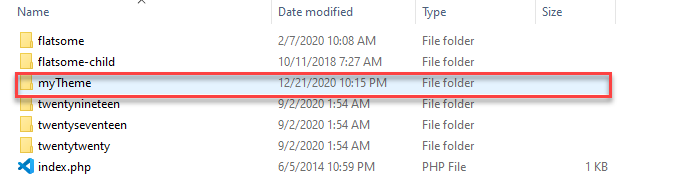 Name Date modified Type Size
flatsome 2/7/2020 10:08 AM File folder
flatsome-child 10/11/2018 7:27 AM File folder
myTheme 12/21/2020 10:15 PM File folder
twentynineteen 9/2/2020 1:54 AM File folder
twentyseventeen 9/2/2020 1:54 AM File folder
twentytwenty 9/2/2020 1:54 AM File folder
index.php 6/5/2014 10:59 PM PHP File 1 KB